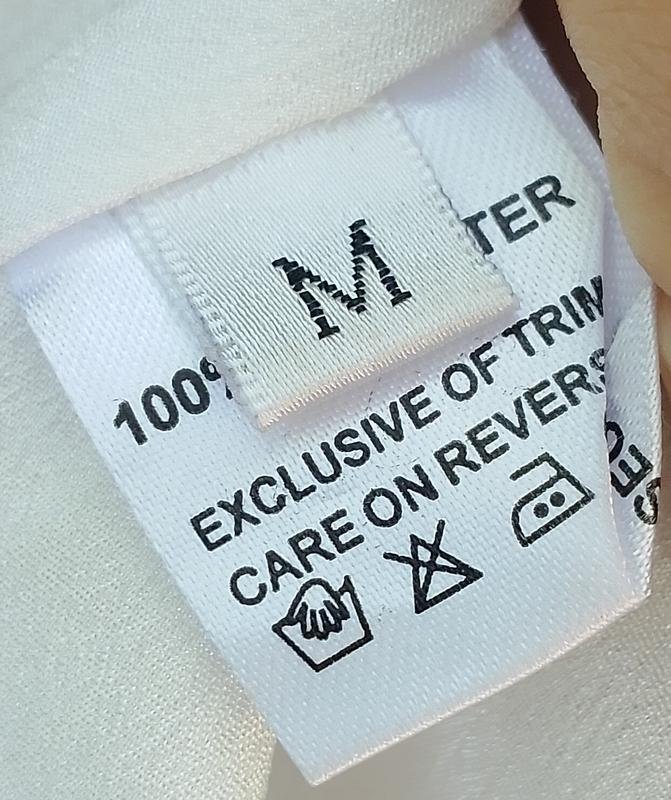 M
100% TER
EXCLUSIVE OF TRIM
CARE ON REVERS